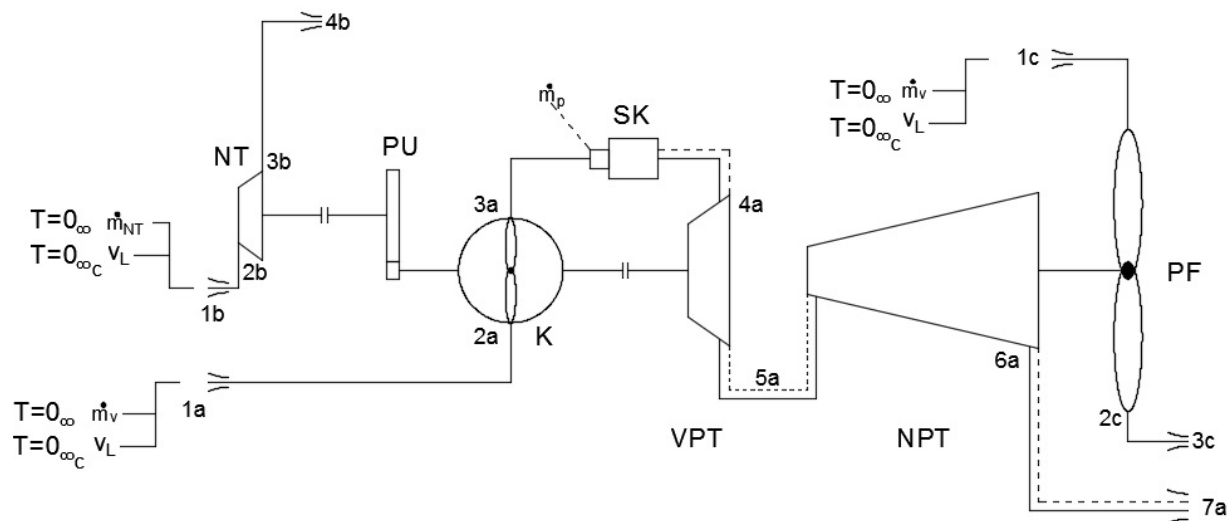 4b
1c
T=0∞ ṁv
T=0∞C vL
ṁp
SK
PU
NT
3b
3a
4a
T=0∞ ṁNT
T=0∞C vL
2b
1b
PF
2a
K
5a
6a
1a
T=0∞ ṁv
T=0∞C vL
VPT
NPT
2c
3c
7a